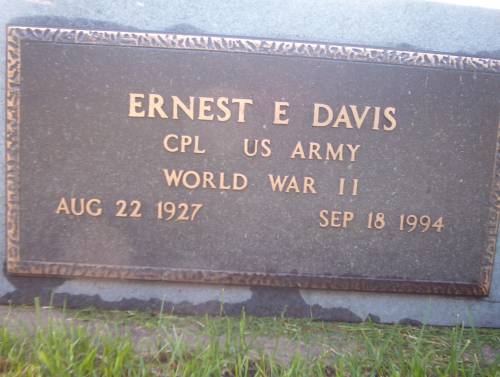 ERNEST E DAVIS
CPL US ARMY
WORLD WAR II
AUG 22 1927 SEP 18 1994